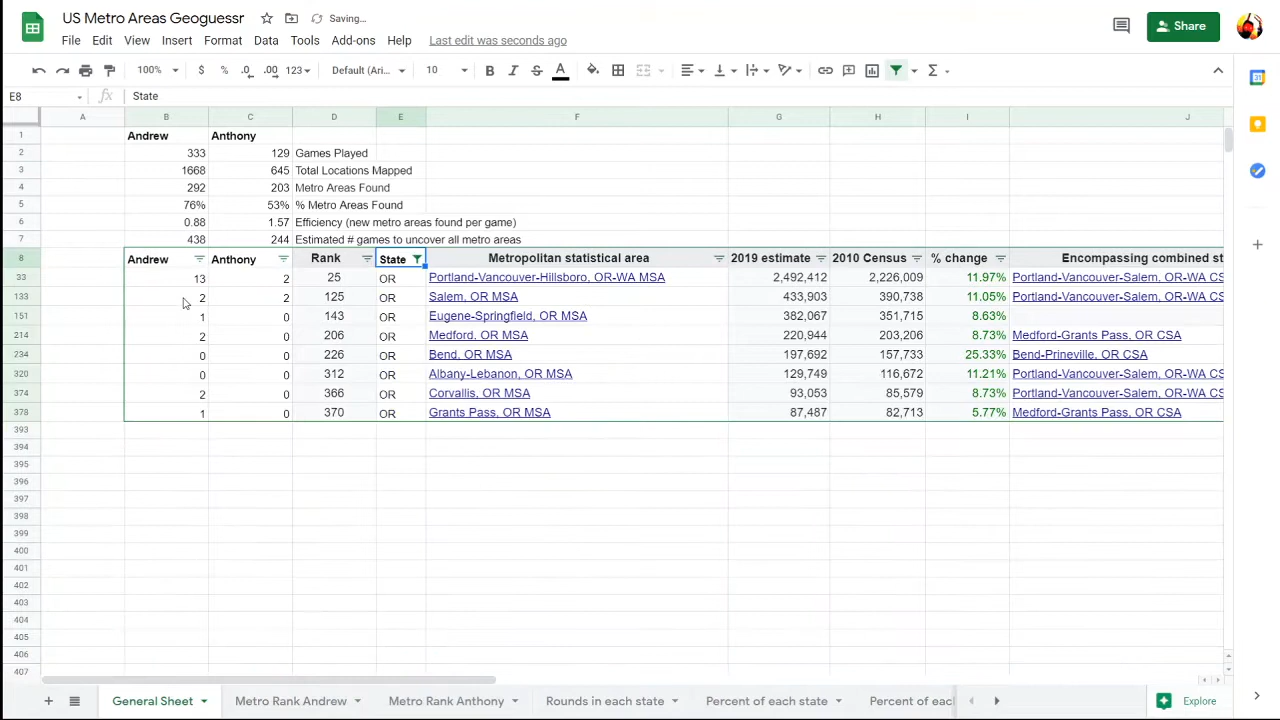 US Metro Areas Geoguessr Saving...
File Edit View Insert Format Data Tools Add-ons Help Last edit was seconds ago
Share
100% $ % .0 .00 123 Default (Ari... 10 B I S A
E8 fx State
A B C D E F G H I J
1 Andrew Anthony
2 333 129 Games Played
3 1668 645 Total Locations Mapped
4 292 203 Metro Areas Found
5 76% 53% % Metro Areas Found
6 0.88 1.57 Efficiency (new metro areas found per game)
7 438 244 Estimated # games to uncover all metro areas
8 Andrew Anthony Rank State Metropolitan statistical area 2019 estimate 2010 Census % change Encompassing combined st
33 13 2 25 OR Portland-Vancouver-Hillsboro, OR-WA MSA 2,492,412 2,226,009 11.97% Portland-Vancouver-Salem, OR-WA CS
133 2 2 125 OR Salem, OR MSA 433,903 390,738 11.05% Portland-Vancouver-Salem, OR-WA CS
151 1 0 143 OR Eugene-Springfield, OR MSA 382,067 351,715 8.63%
214 2 0 206 OR Medford, OR MSA 220,944 203,206 8.73% Medford-Grants Pass, OR CSA
234 0 0 226 OR Bend, OR MSA 197,692 157,733 25.33% Bend-Prineville, OR CSA
320 0 0 312 OR Albany-Lebanon, OR MSA 129,749 116,672 11.21% Portland-Vancouver-Salem, OR-WA CS
374 2 0 366 OR Corvallis, OR MSA 93,053 85,579 8.73% Portland-Vancouver-Salem, OR-WA CS
378 1 0 370 OR Grants Pass, OR MSA 87,487 82,713 5.77% Medford-Grants Pass, OR CSA
393
394
395
396
397
398
399
400
401
402
403
404
405
406
407
General Sheet Metro Rank Andrew Metro Rank Anthony Rounds in each state Percent of each state Percent of eac Explore